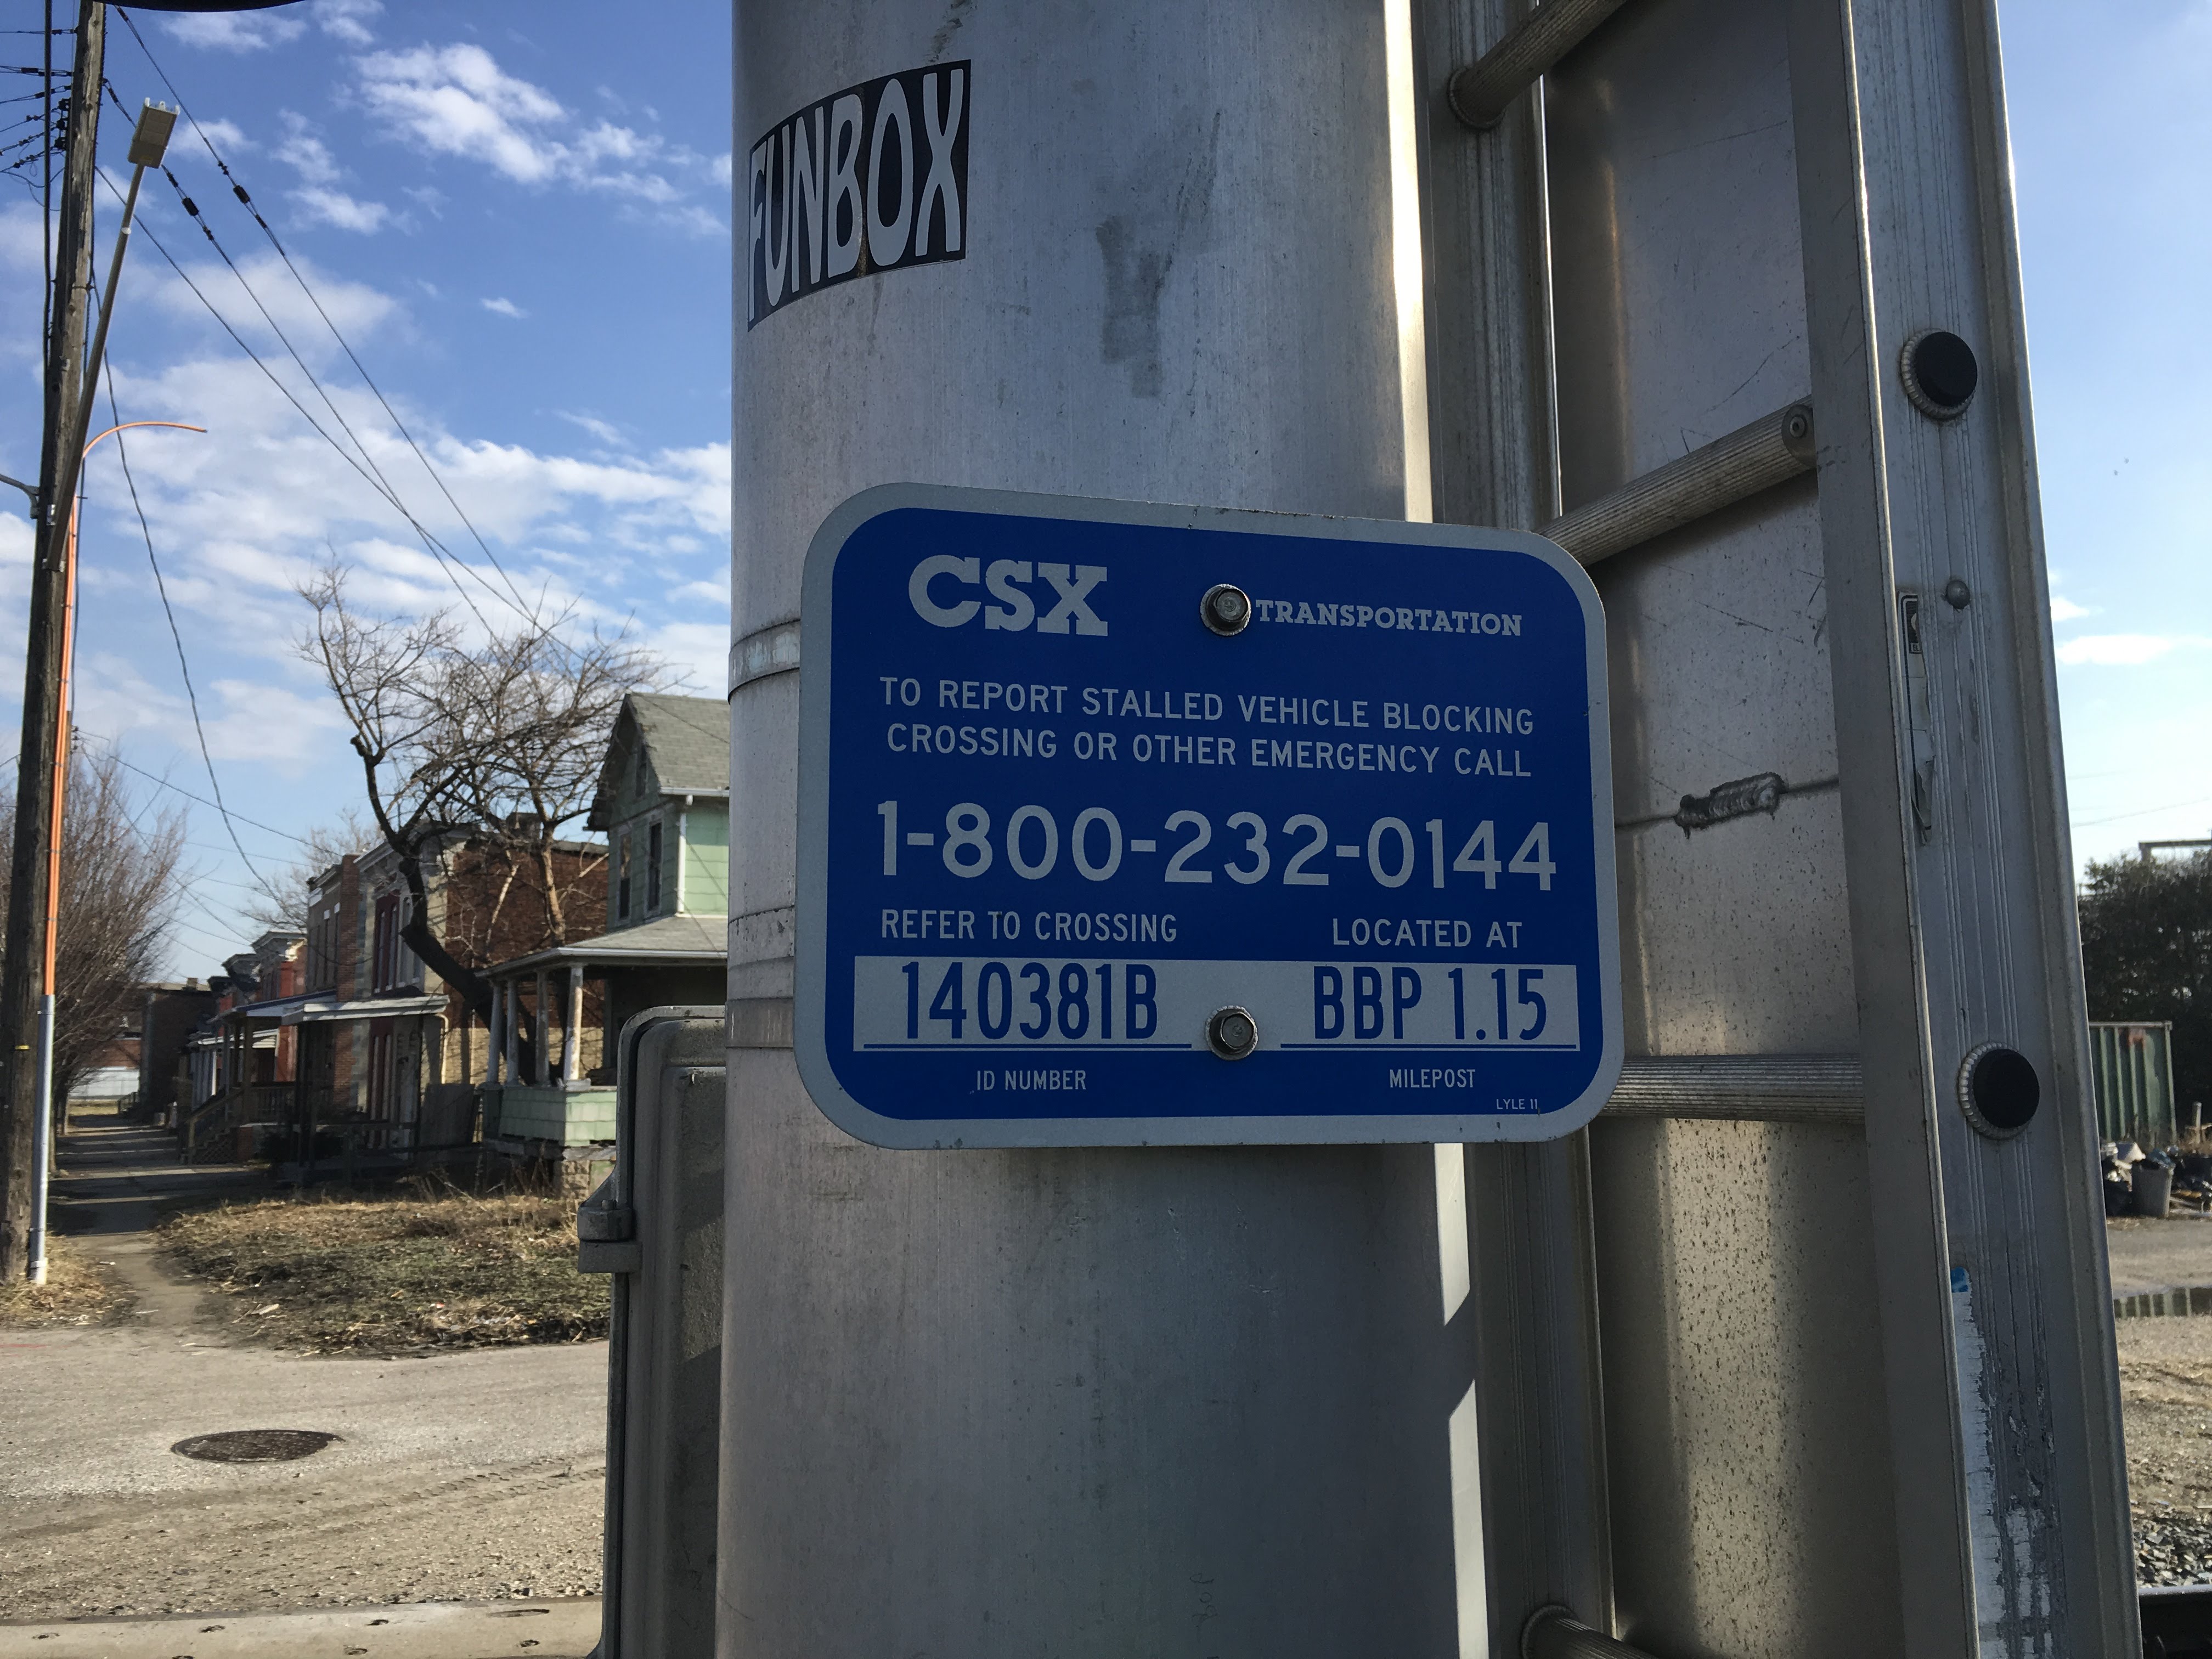 FUNBOX
CSX TRANSPORTATION
TO REPORT STALLED VEHICLE BLOCKING
CROSSING OR OTHER EMERGENCY CALL
1-800-232-0144
REFER TO CROSSING LOCATED AT
140381B BBP 1.15
ID NUMBER MILEPOST
LYLE 11